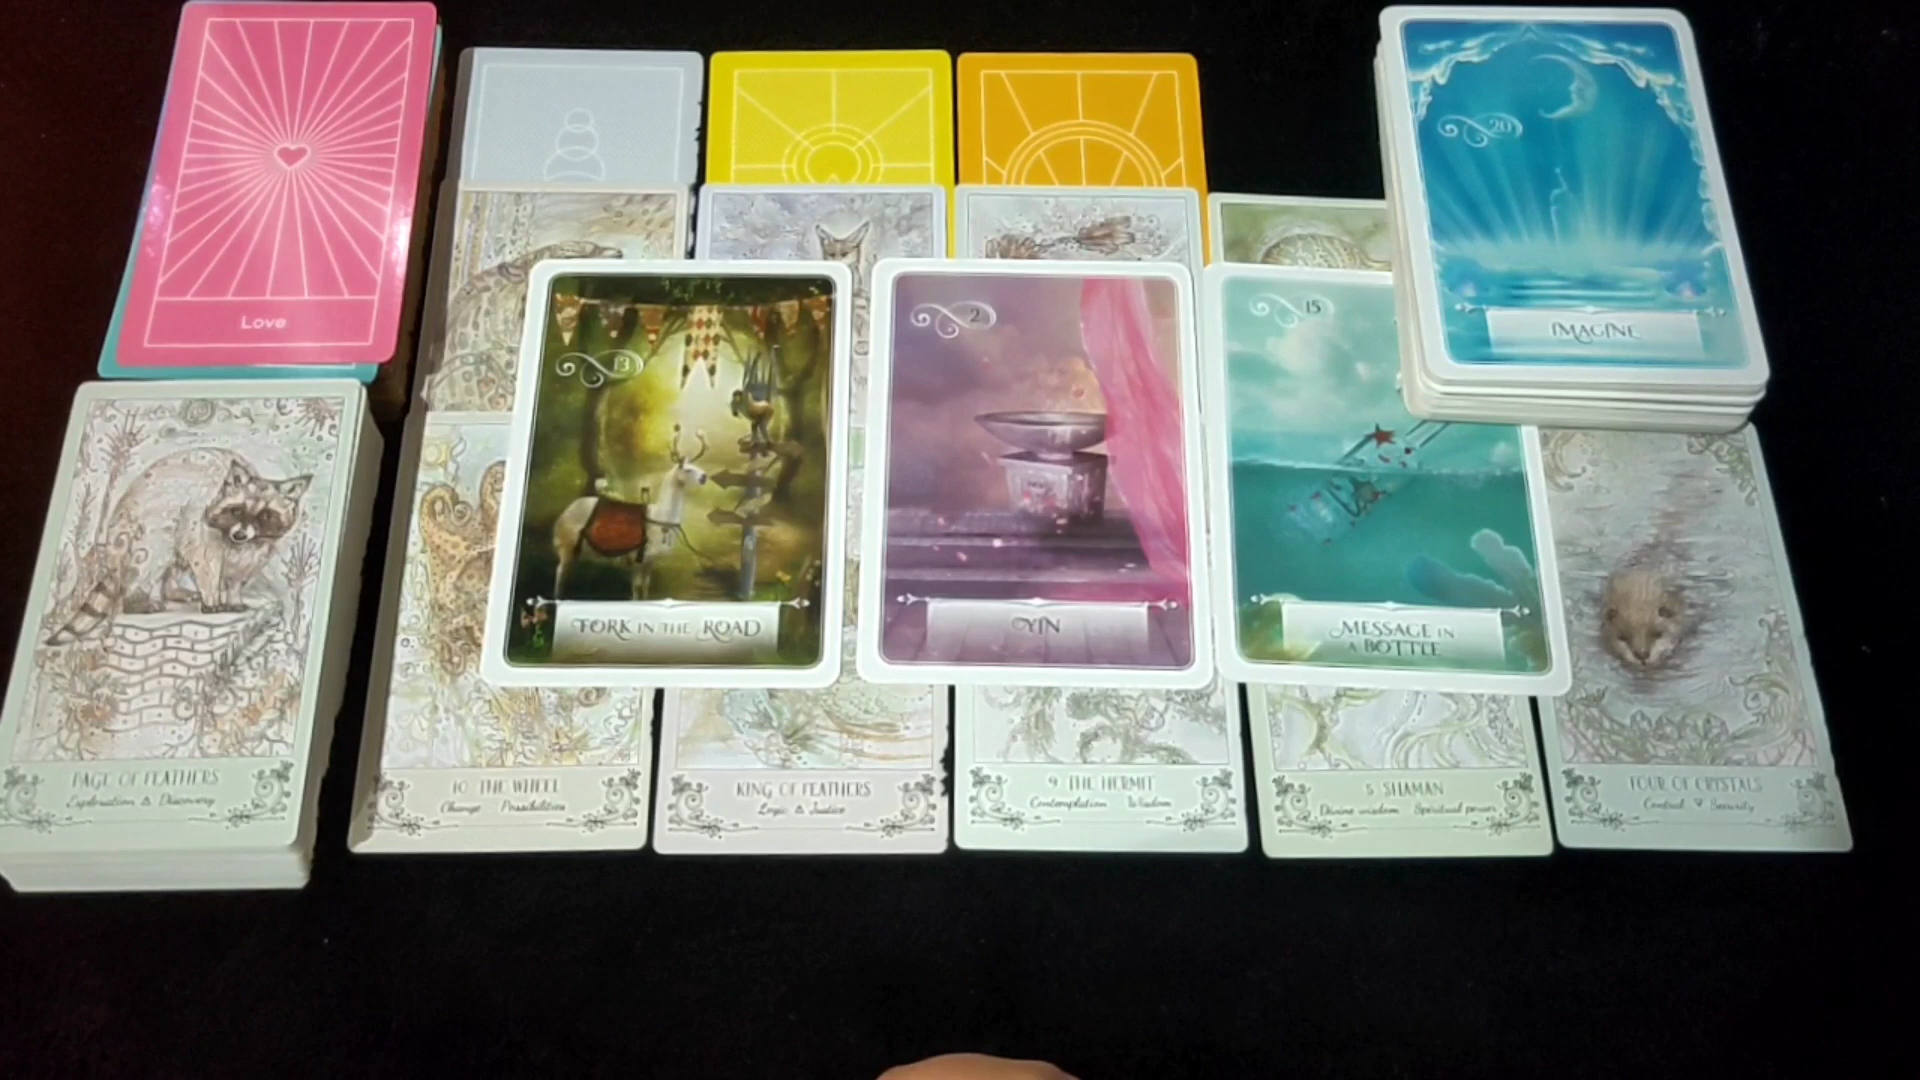 Love
20
IMAGINE
13
FORK IN THE ROAD
2
YIN
15
MESSAGE IN
A BOTTLE
PAGE OF FEATHERS
Exploration & Discovery
10 THE WHEEL
Change Possibilities
KING OF FEATHERS
Logic & Justice
9 THE HERMIT
Contemplation Wisdom
5 SHAMAN
Divine wisdom Spiritual power
FOUR OF CRYSTALS
Control Security